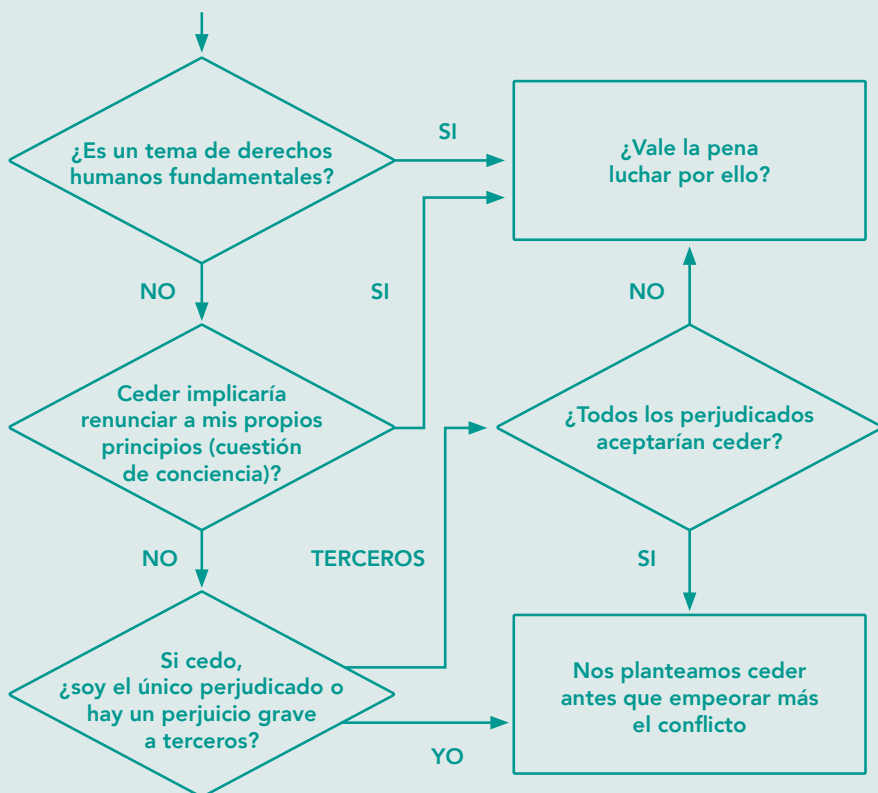 ¿Es un tema de derechos
humanos fundamentales?
SI
¿Vale la pena
luchar por ello?
NO
SI
NO
Ceder implicaría
renunciar a mis propios
principios (cuestión
de conciencia)?
¿Todos los perjudicados
aceptarían ceder?
NO
TERCEROS
SI
Si cedo,
¿soy el único perjudicado o
hay un perjuicio grave
a terceros?
YO
Nos planteamos ceder
antes que empeorar más
el conflicto